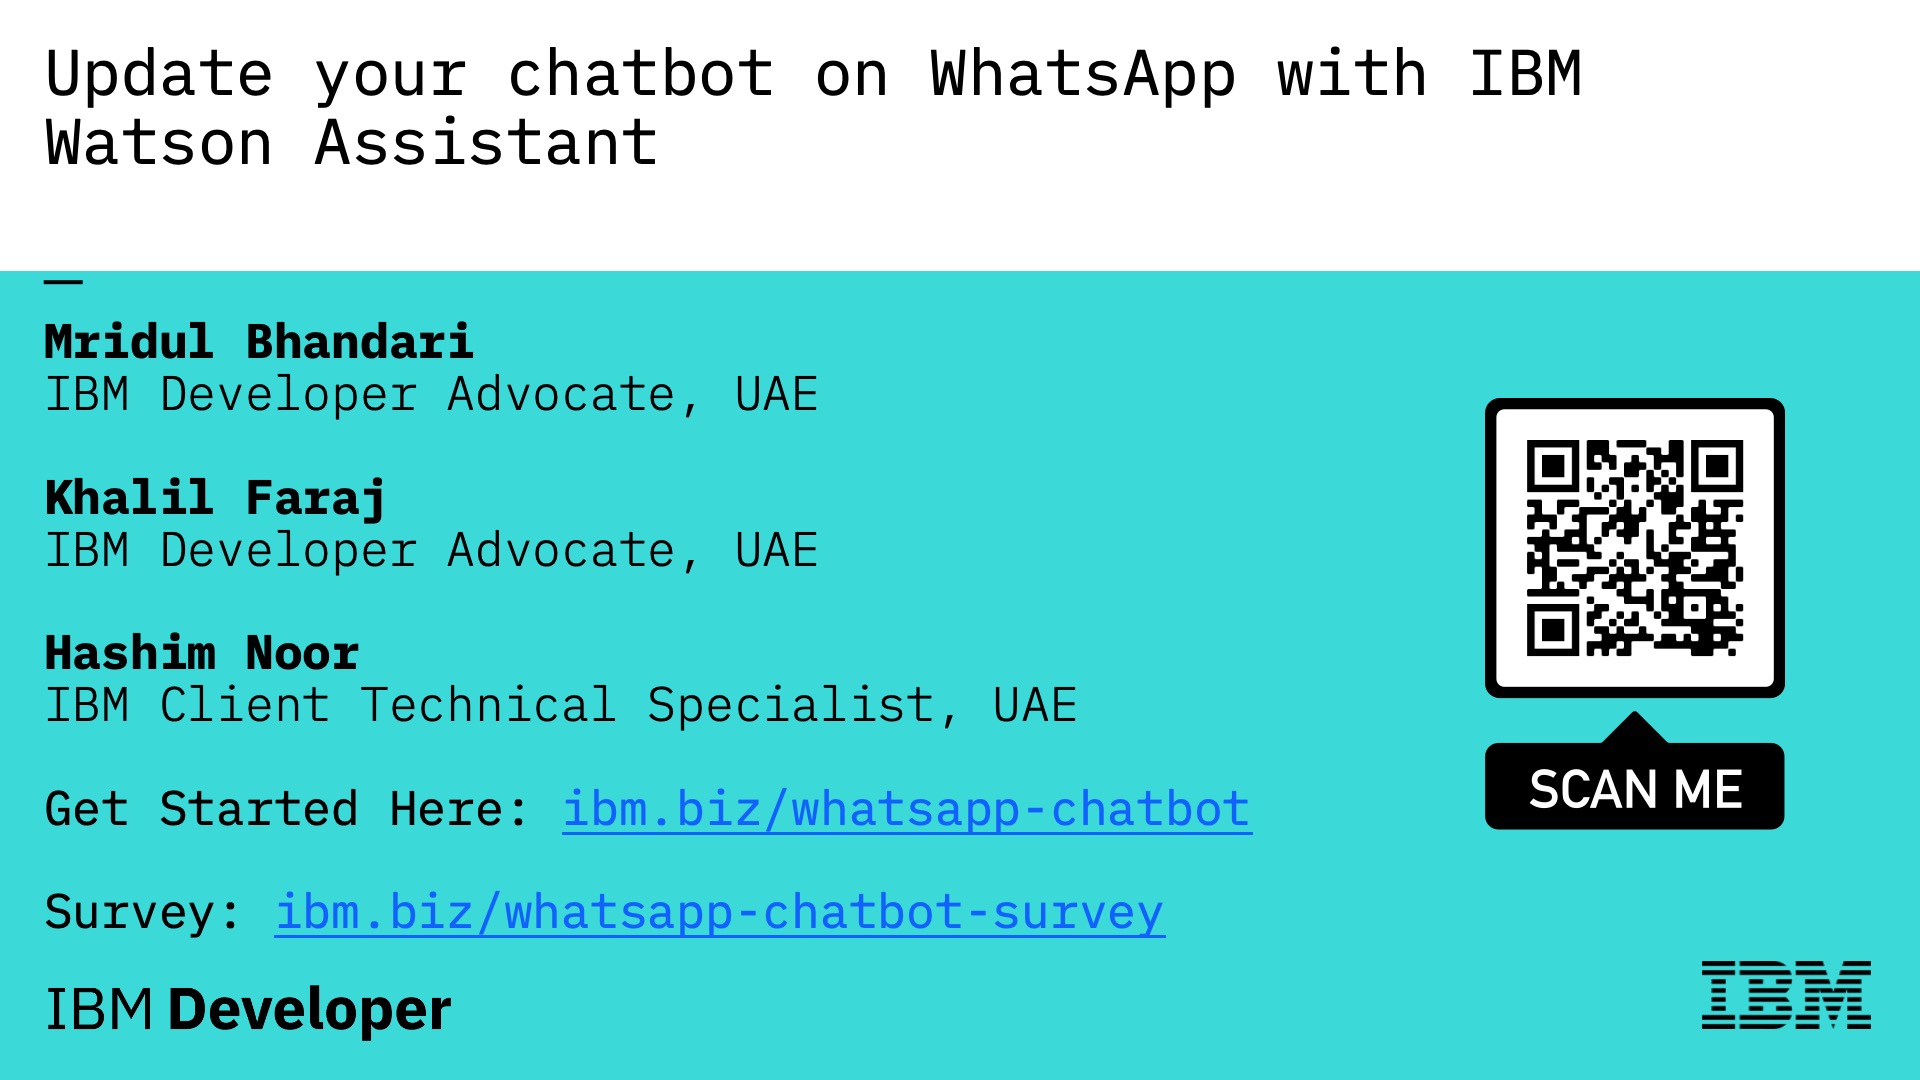 Update your chatbot on WhatsApp with IBM
Watson Assistant
—
Mridul Bhandari
IBM Developer Advocate, UAE
Khalil Faraj
IBM Developer Advocate, UAE
Hashim Noor
IBM Client Technical Specialist, UAE
Get Started Here: ibm.biz/whatsapp-chatbot
Survey: ibm.biz/whatsapp-chatbot-survey
SCAN ME
IBM Developer
IBM